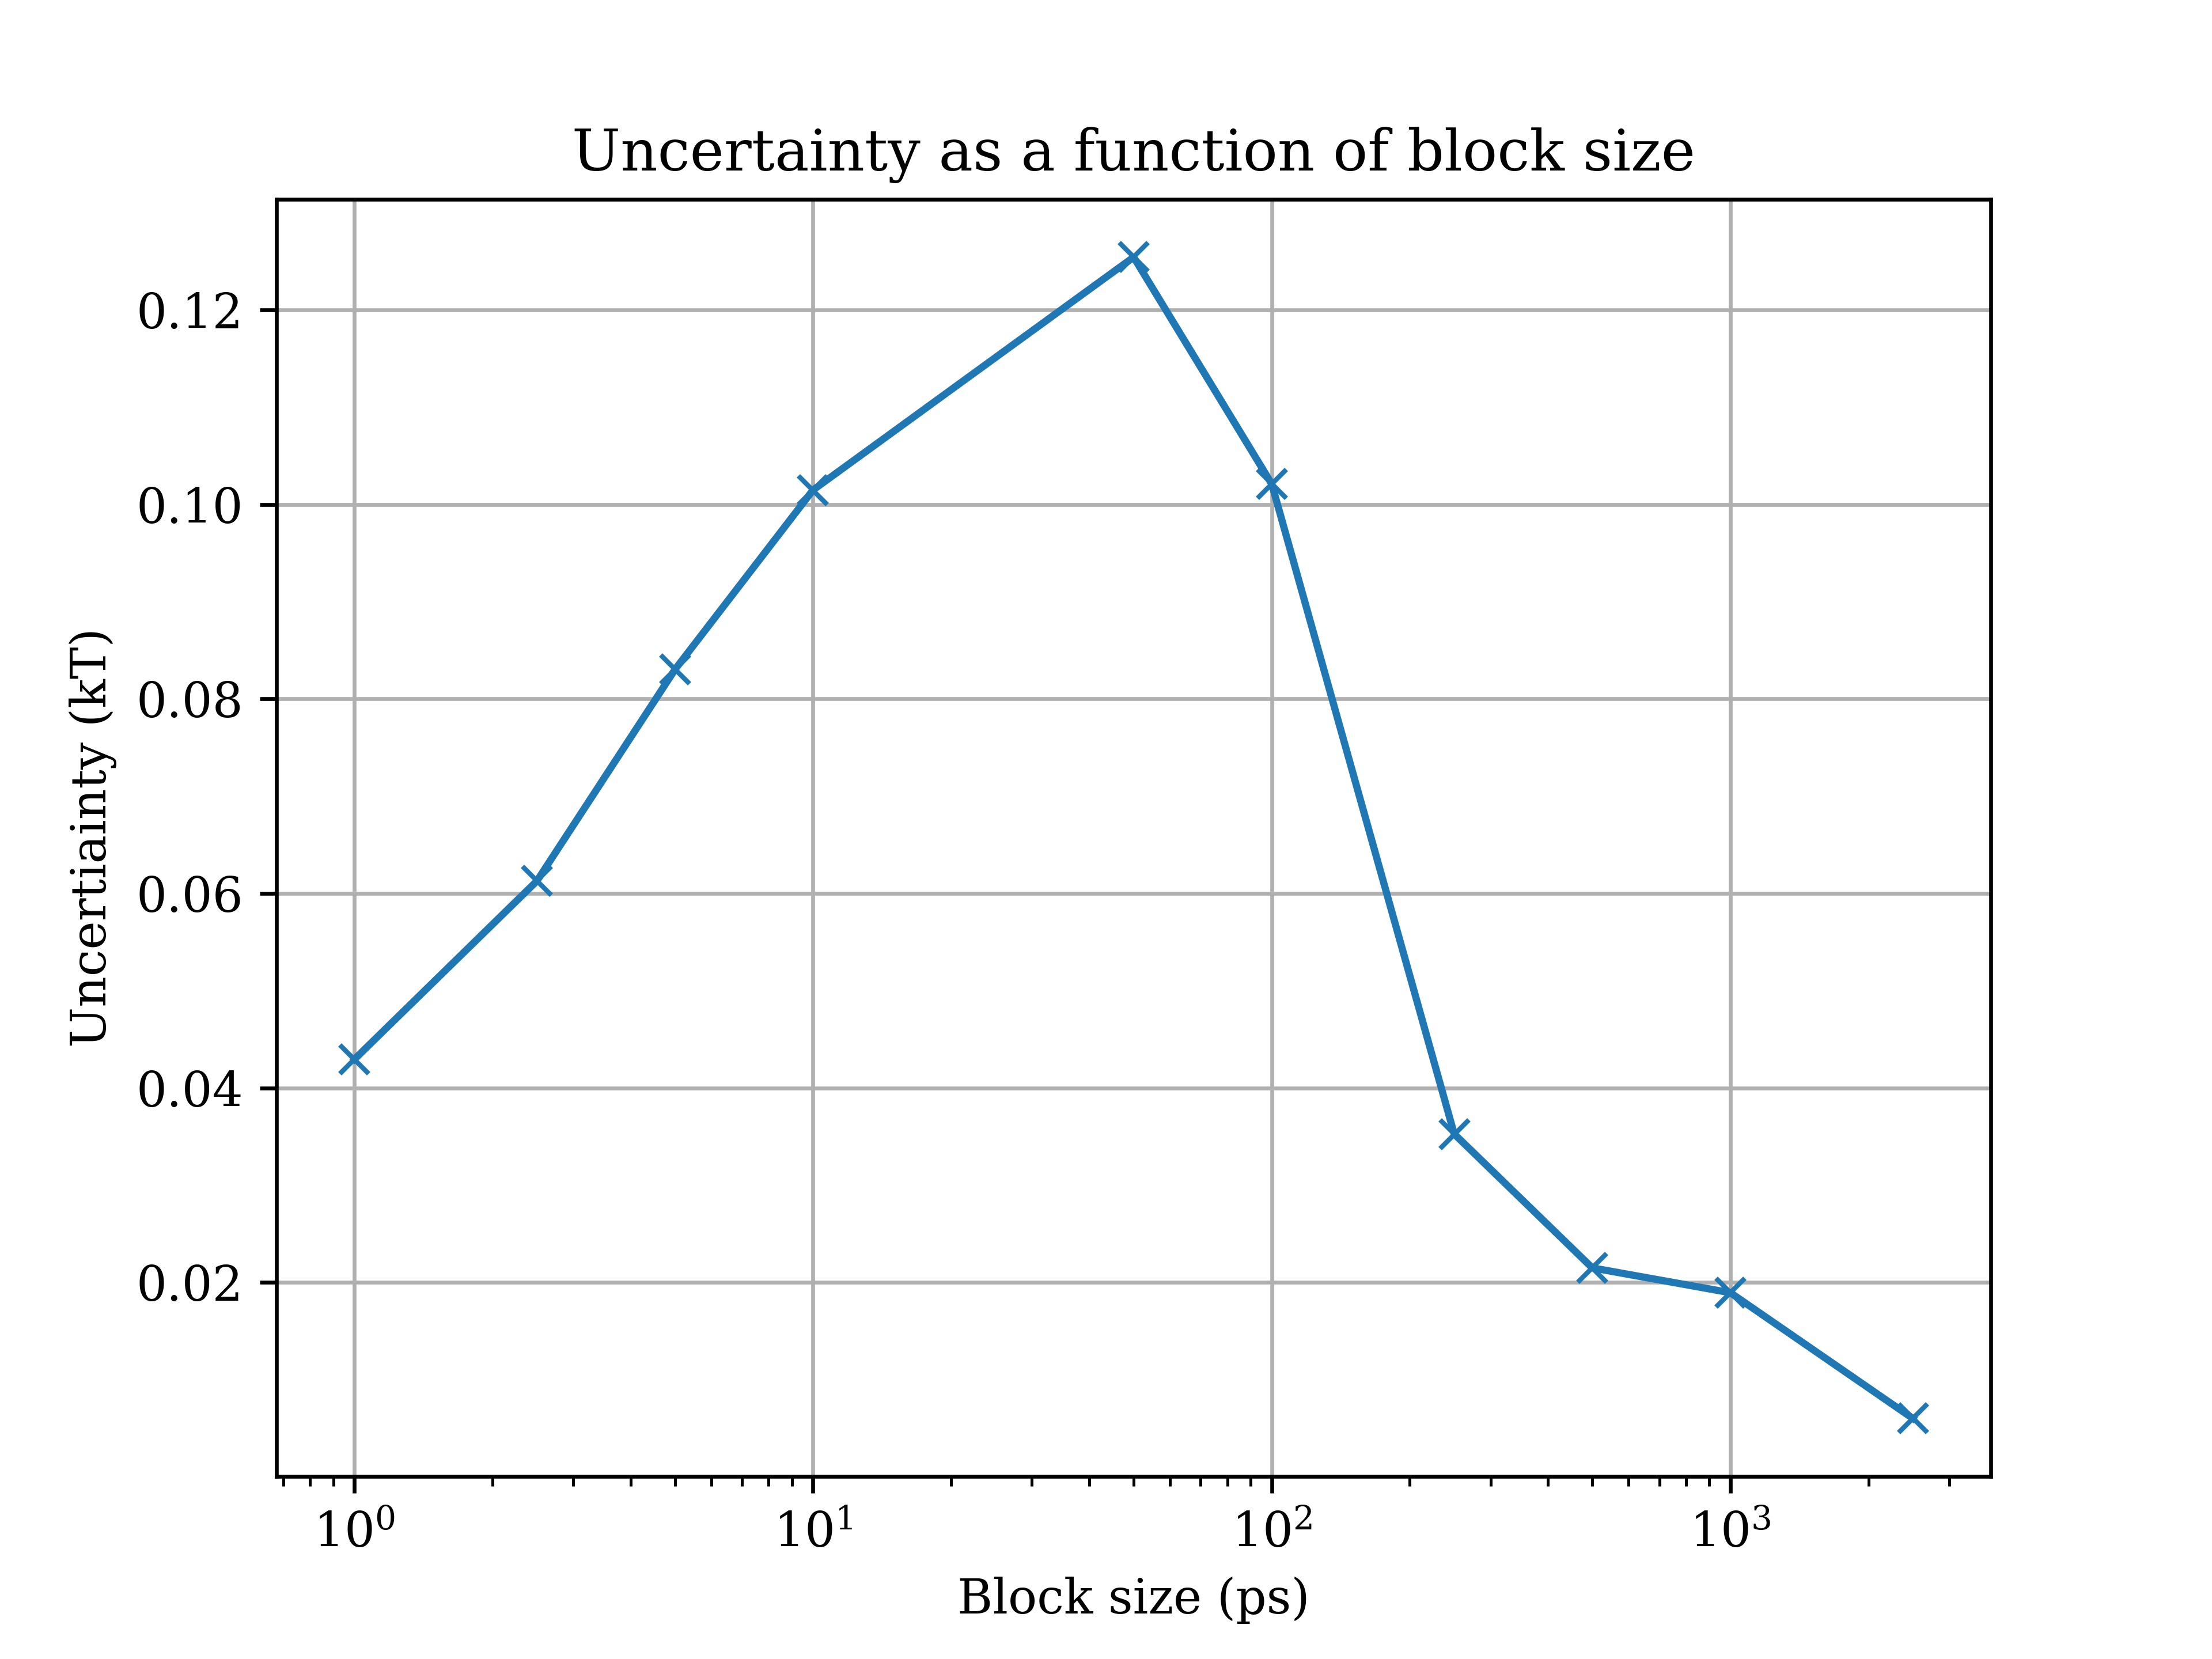 Uncertainty as a function of block size
Uncertiainty (kT)
0.12
0.10
0.08
0.06
0.04
0.02
10⁰ 10¹ 10² 10³
Block size (ps)